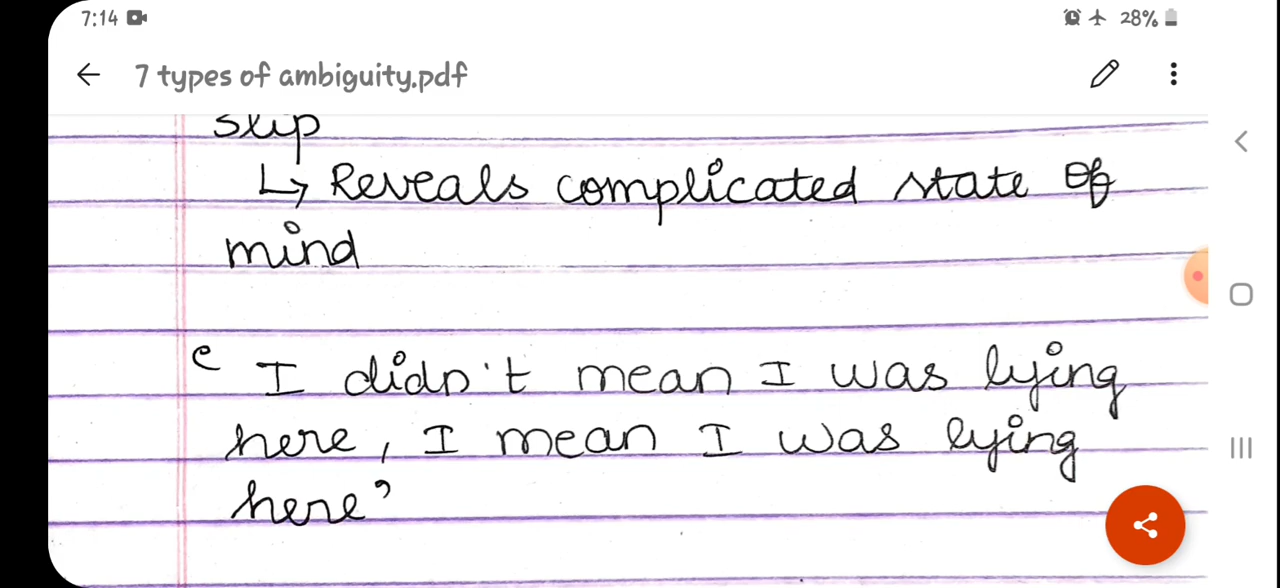 7:14 28%
7 types of ambiguity.pdf
slip
↳ Reveals complicated state of
mind
‘ I didn't mean I was lying
here, I mean I was lying
here’